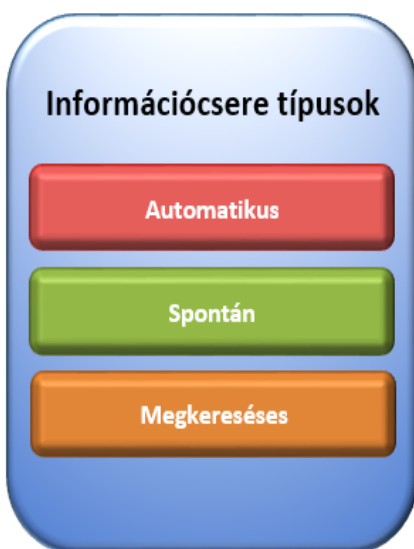 Információcsere típusok
Automatikus
Spontán
Megkereséses